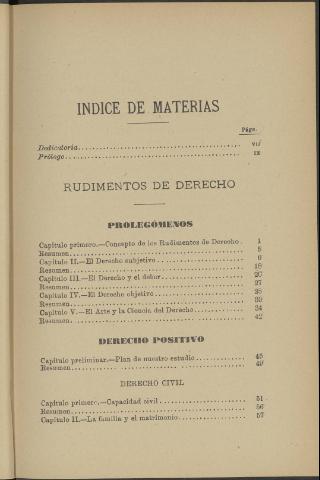 INDICE DE MATERIAS
Págs.
Dedicatoria........................................ vii
Prólogo........................................... ix
RUDIMENTOS DE DERECHO
PROLEGÓMENOS
Capítulo primero.—Concepto de los Rudimentos de Derecho. 1
Resumen.......................................... 8
Capítulo II.—El Derecho subjetivo..................... 9
Resumen.......................................... 19
Capítulo III.—El Derecho y el deber.................... 20
Resumen.......................................... 27
Capítulo IV.—El Derecho objetivo...................... 28
Resumen.......................................... 33
Capítulo V.—El Arte y la Ciencia del Derecho............ 34
Resumen.......................................... 42
DERECHO POSITIVO
Capítulo preliminar.—Plan de nuestro estudio............ 45
Resumen.......................................... 49
DERECHO CIVIL
Capítulo primero.—Capacidad civil..................... 51
Resumen.......................................... 56
Capítulo II.—La familia y el matrimonio................ 57